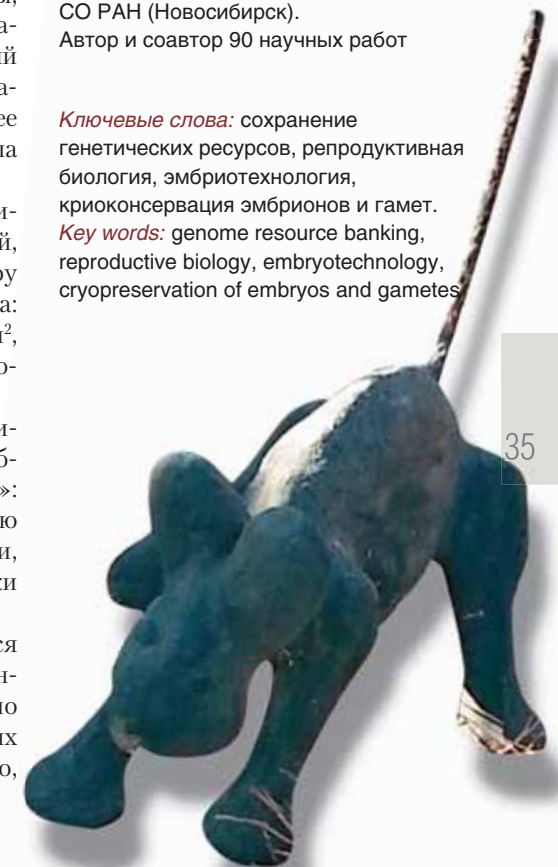 СО РАН (Новосибирск).
Автор и соавтор 90 научных работ
Ключевые слова: сохранение
генетических ресурсов, репродуктивная
биология, эмбриотехнология,
криоконсервация эмбрионов и гамет.
Key words: genome resource banking,
reproductive biology, embryotechnology,
cryopreservation of embryos and gametes
35